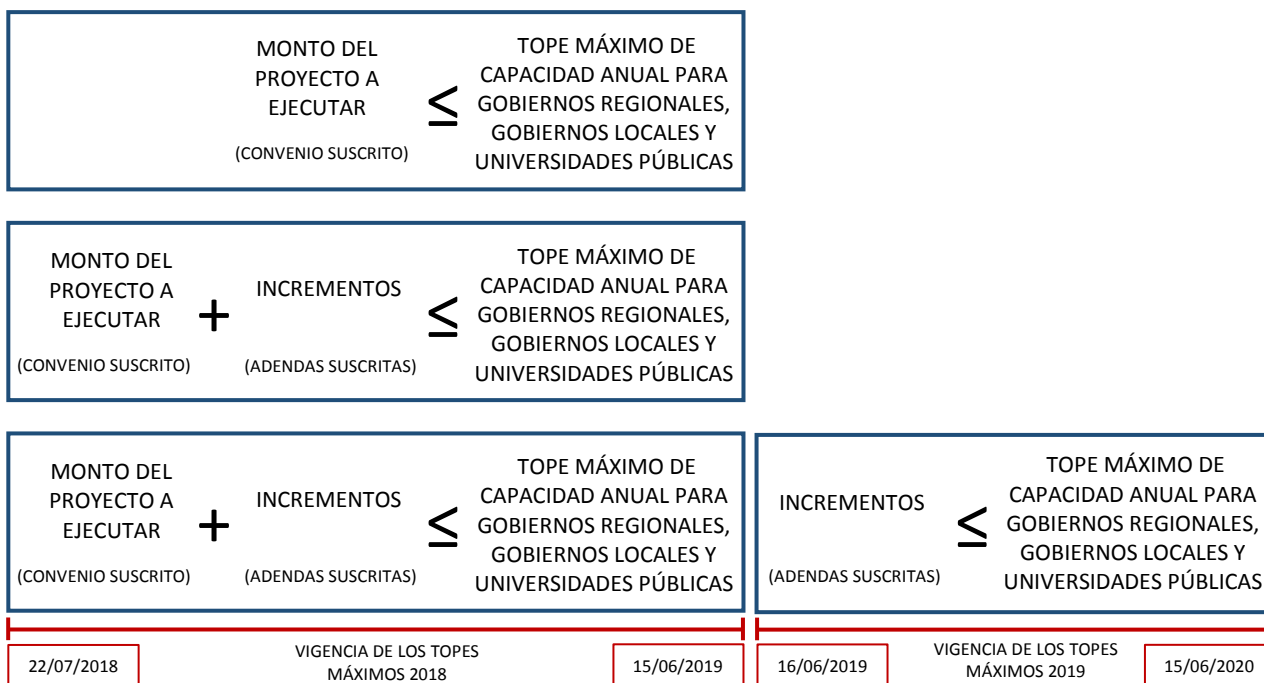 MONTO DEL
PROYECTO A
EJECUTAR
(CONVENIO SUSCRITO)
≤
TOPE MÁXIMO DE
CAPACIDAD ANUAL PARA
GOBIERNOS REGIONALES,
GOBIERNOS LOCALES Y
UNIVERSIDADES PÚBLICAS
MONTO DEL
PROYECTO A
EJECUTAR
(CONVENIO SUSCRITO)
+
INCREMENTOS
(ADENDAS SUSCRITAS)
≤
TOPE MÁXIMO DE
CAPACIDAD ANUAL PARA
GOBIERNOS REGIONALES,
GOBIERNOS LOCALES Y
UNIVERSIDADES PÚBLICAS
MONTO DEL
PROYECTO A
EJECUTAR
(CONVENIO SUSCRITO)
+
INCREMENTOS
(ADENDAS SUSCRITAS)
≤
TOPE MÁXIMO DE
CAPACIDAD ANUAL PARA
GOBIERNOS REGIONALES,
GOBIERNOS LOCALES Y
UNIVERSIDADES PÚBLICAS
INCREMENTOS
(ADENDAS SUSCRITAS)
≤
TOPE MÁXIMO DE
CAPACIDAD ANUAL PARA
GOBIERNOS REGIONALES,
GOBIERNOS LOCALES Y
UNIVERSIDADES PÚBLICAS
22/07/2018
VIGENCIA DE LOS TOPES
MÁXIMOS 2018
15/06/2019
16/06/2019
VIGENCIA DE LOS TOPES
MÁXIMOS 2019
15/06/2020